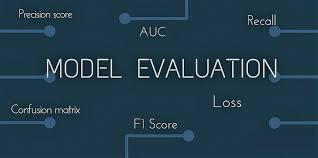 Precision score
AUC
Recall
MODEL EVALUATION
Loss
Confusion matrix
F1 Score